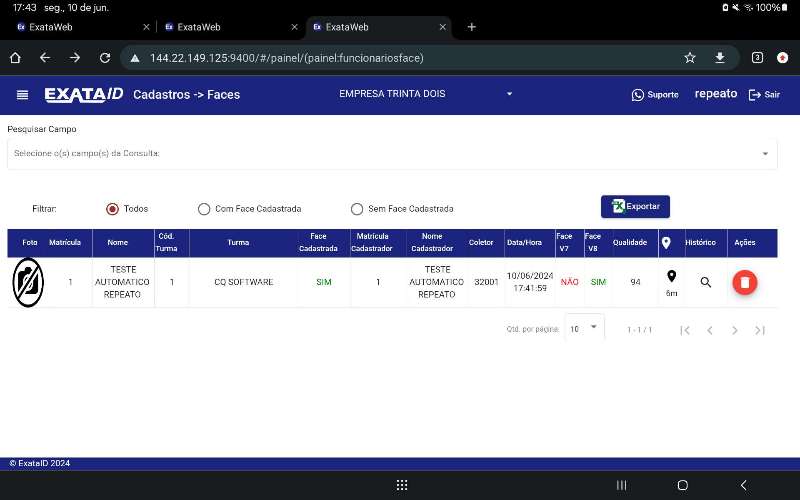 17:43 seg., 10 de jun.
100%
Ex ExataWeb
Ex ExataWeb
Ex ExataWeb
144.22.149.125:9400/#/painel/(painel:funcionariosface)
3
EXATAID Cadastros -> Faces
EMPRESA TRINTA DOIS
Suporte
repeato
Sair
Pesquisar Campo
Selecione o(s) campo(s) da Consulta:
Filtrar:
Todos
Com Face Cadastrada
Sem Face Cadastrada
Exportar
Foto Matrícula Nome Cód. Turma Turma Face Cadastrada Matrícula Cadastrador Nome Cadastrador Coletor Data/Hora Face V7 Face V8 Qualidade Histórico Ações
1 TESTE AUTOMATICO REPEATO 1 CQ SOFTWARE SIM 1 TESTE AUTOMATICO REPEATO 32001 10/06/2024 17:41:59 NÃO SIM 94 6m
Qtd. por página: 10 1 - 1 / 1
© ExataID 2024